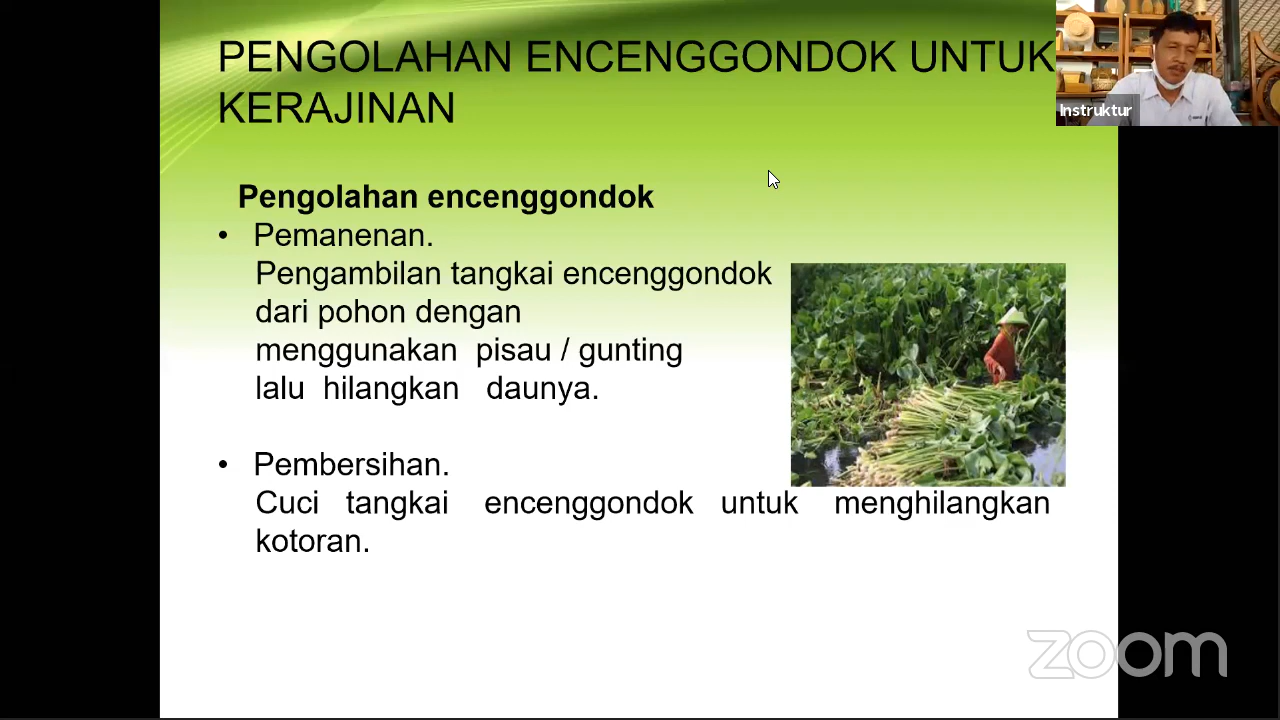 PENGOLAHAN ENCENGGONDOK UNTUK
KERAJINAN
Instruktur
Pengolahan encenggondok
• Pemanenan.
Pengambilan tangkai encenggondok
dari pohon dengan
menggunakan pisau / gunting
lalu hilangkan daunya.
• Pembersihan.
Cuci tangkai encenggondok untuk menghilangkan
kotoran.
zoom